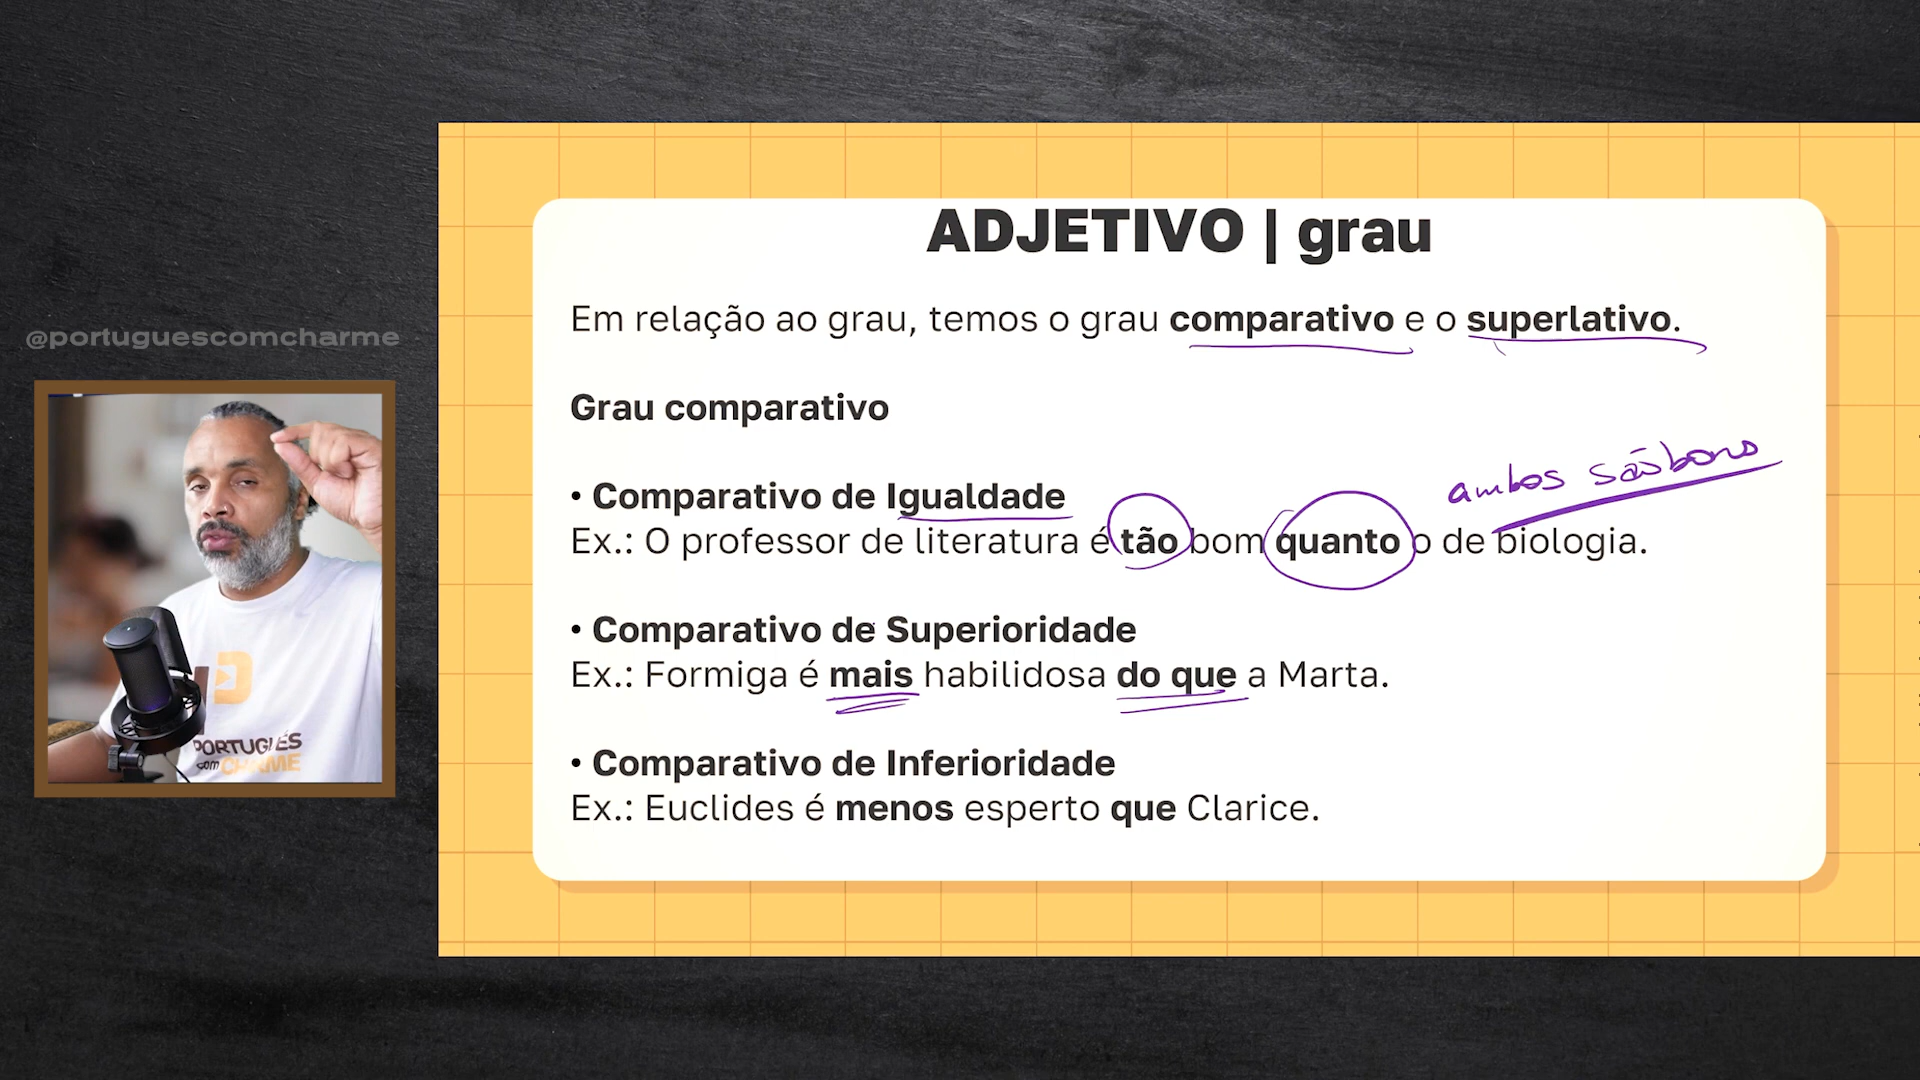 ADJETIVO | grau
Em relação ao grau, temos o grau comparativo e o superlativo.
@portuguescomcharme
Grau comparativo
ambos são bons
• Comparativo de Igualdade
Ex.: O professor de literatura é tão bom quanto o de biologia.
• Comparativo de Superioridade
Ex.: Formiga é mais habilidosa do que a Marta.
PORTUGUÊS
com CHARME
• Comparativo de Inferioridade
Ex.: Euclides é menos esperto que Clarice.